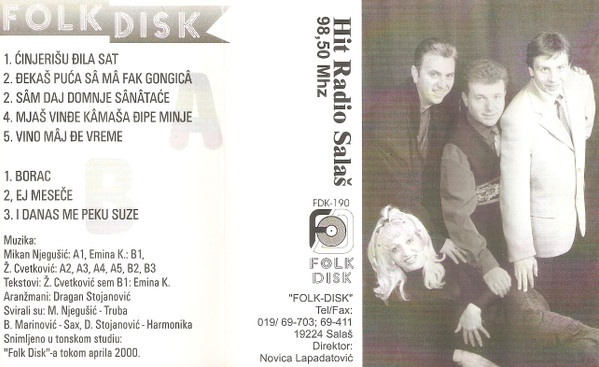 FOLK DISK
1. ĆINJERIŠU ĐILA SAT
2. ĐEKAŠ PUĆA SÂ MÂ FAK GONGICÂ
2. SÂM DAJ DOMNJE SÂNÂTAĆE
4. MJAŠ VINĐE KÂMAŠA ĐIPE MINJE
5. VINO MÂJ ĐE VREME
A
B
1. BORAC
2, EJ MESEČE
3. I DANAS ME PEKU SUZE
Muzika:
Mikan Njegušić: A1, Emina K.: B1,
Ž. Cvetković: A2, A3, A4, A5, B2, B3
Tekstovi: Ž. Cvetković sem B1: Emina K.
Aranžmani: Dragan Stojanović
Svirali su: M. Njegušić - Truba
B. Marinović - Sax, D. Stojanović - Harmonika
Snimljeno u tonskom studiu:
"Folk Disk"-a tokom aprila 2000.
Hit Radio Salaš
98,50 Mhz
FDK-190
FOLK
DISK
"FOLK-DISK"
Tel/Fax:
019/ 69-703; 69-411
19224 Salaš
Direktor:
Novica Lapadatović